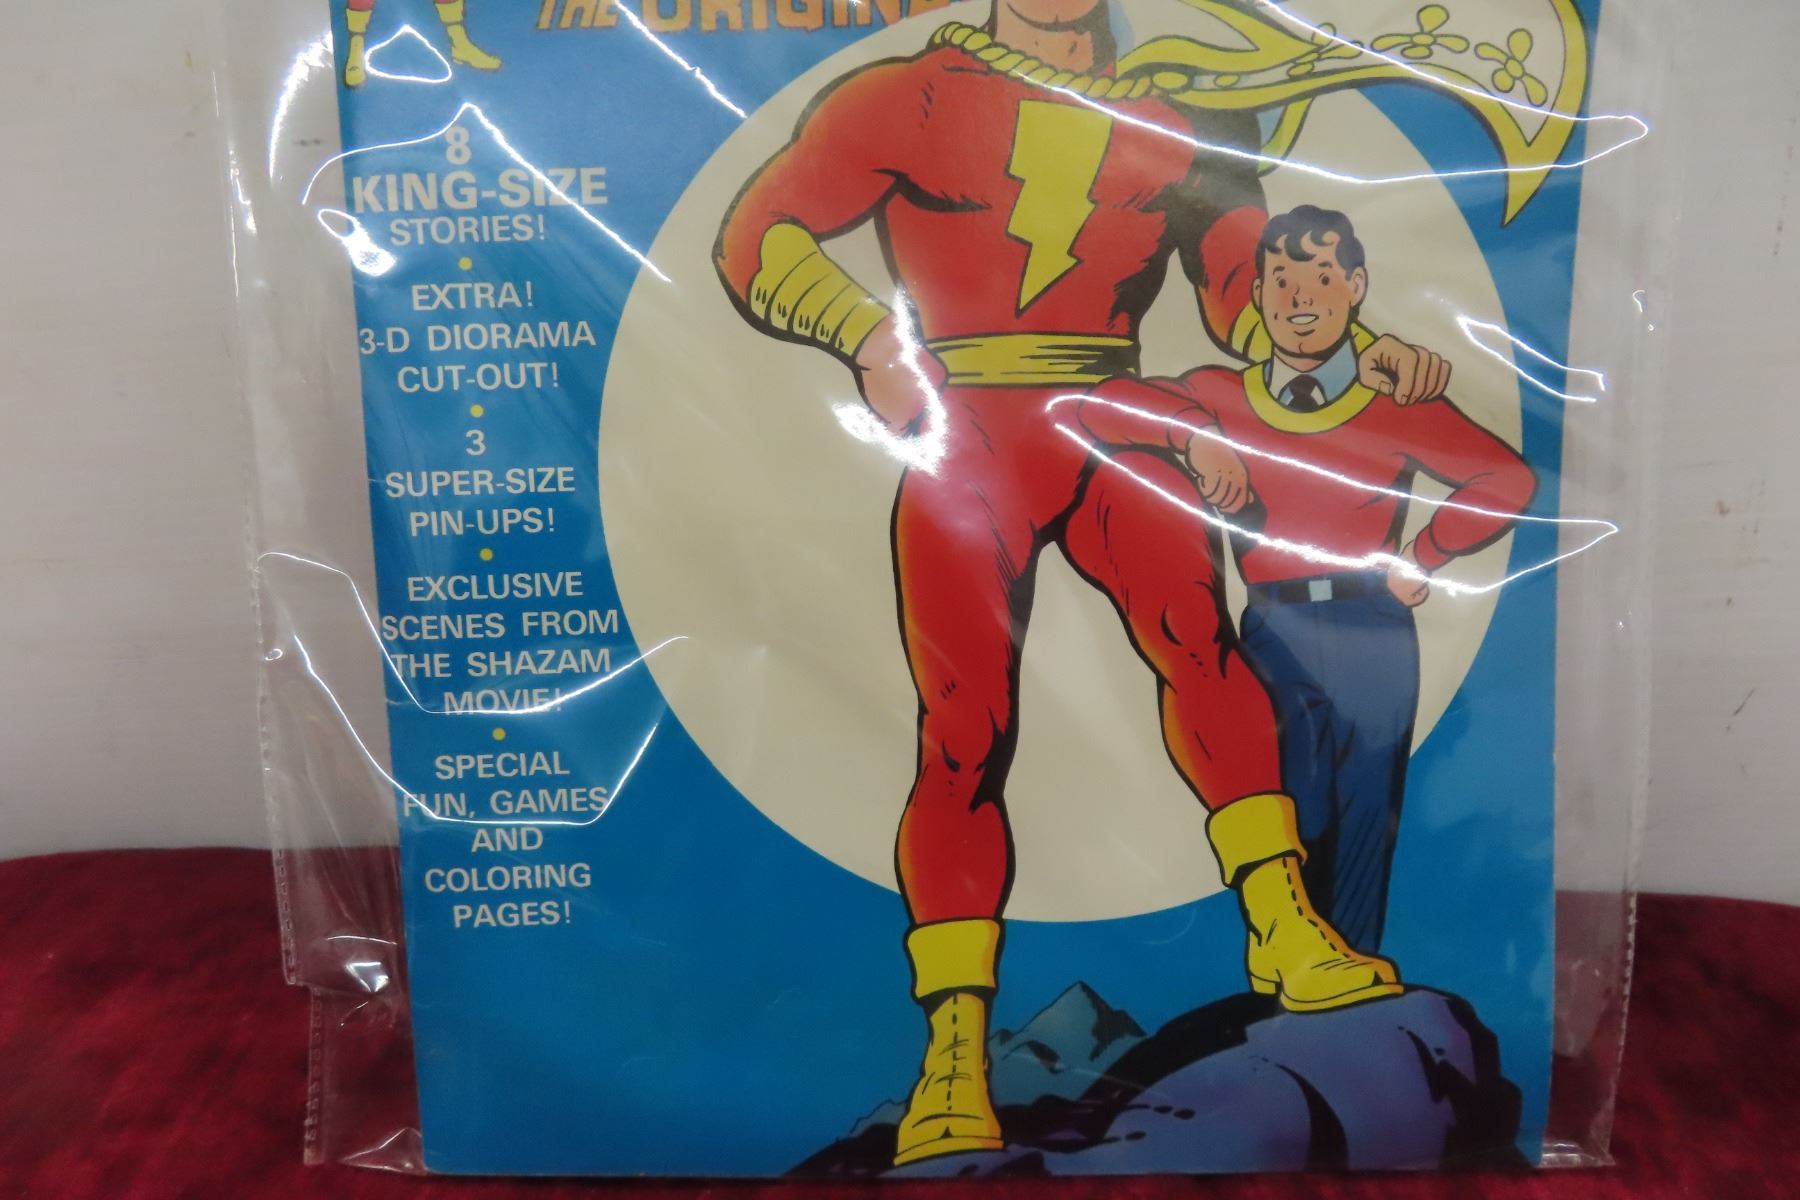 THE ORIGINA
8
KING-SIZE
STORIES!
EXTRA!
3-D DIORAMA
CUT-OUT!
3
SUPER-SIZE
PIN-UPS!
EXCLUSIVE
SCENES FROM
THE SHAZAM
MOVIE!
SPECIAL
FUN, GAMES
AND
COLORING
PAGES!